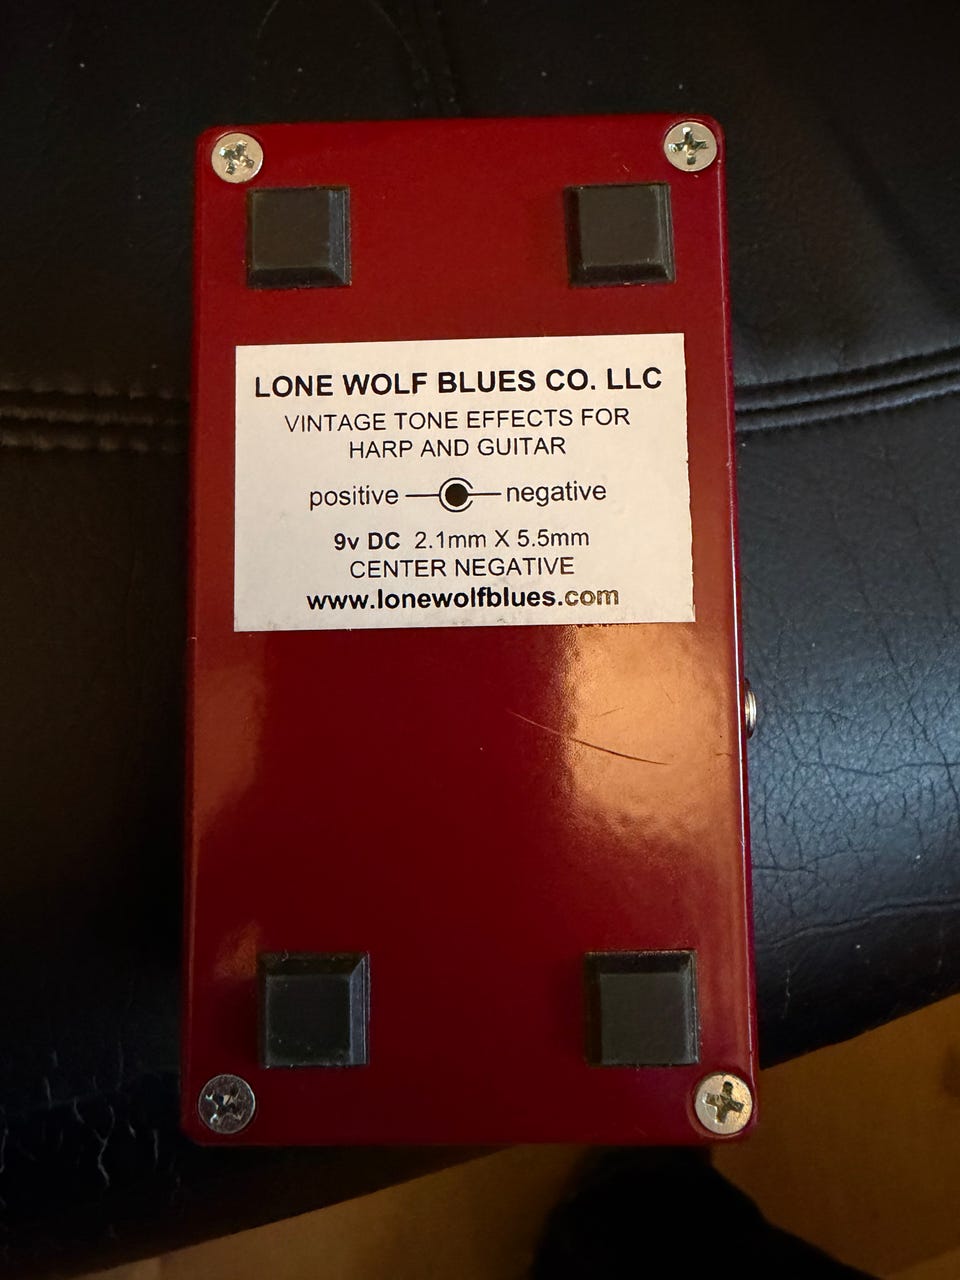 LONE WOLF BLUES CO. LLC
VINTAGE TONE EFFECTS FOR
HARP AND GUITAR
positive negative
9v DC 2.1mm X 5.5mm
CENTER NEGATIVE
www.lonewolfblues.com